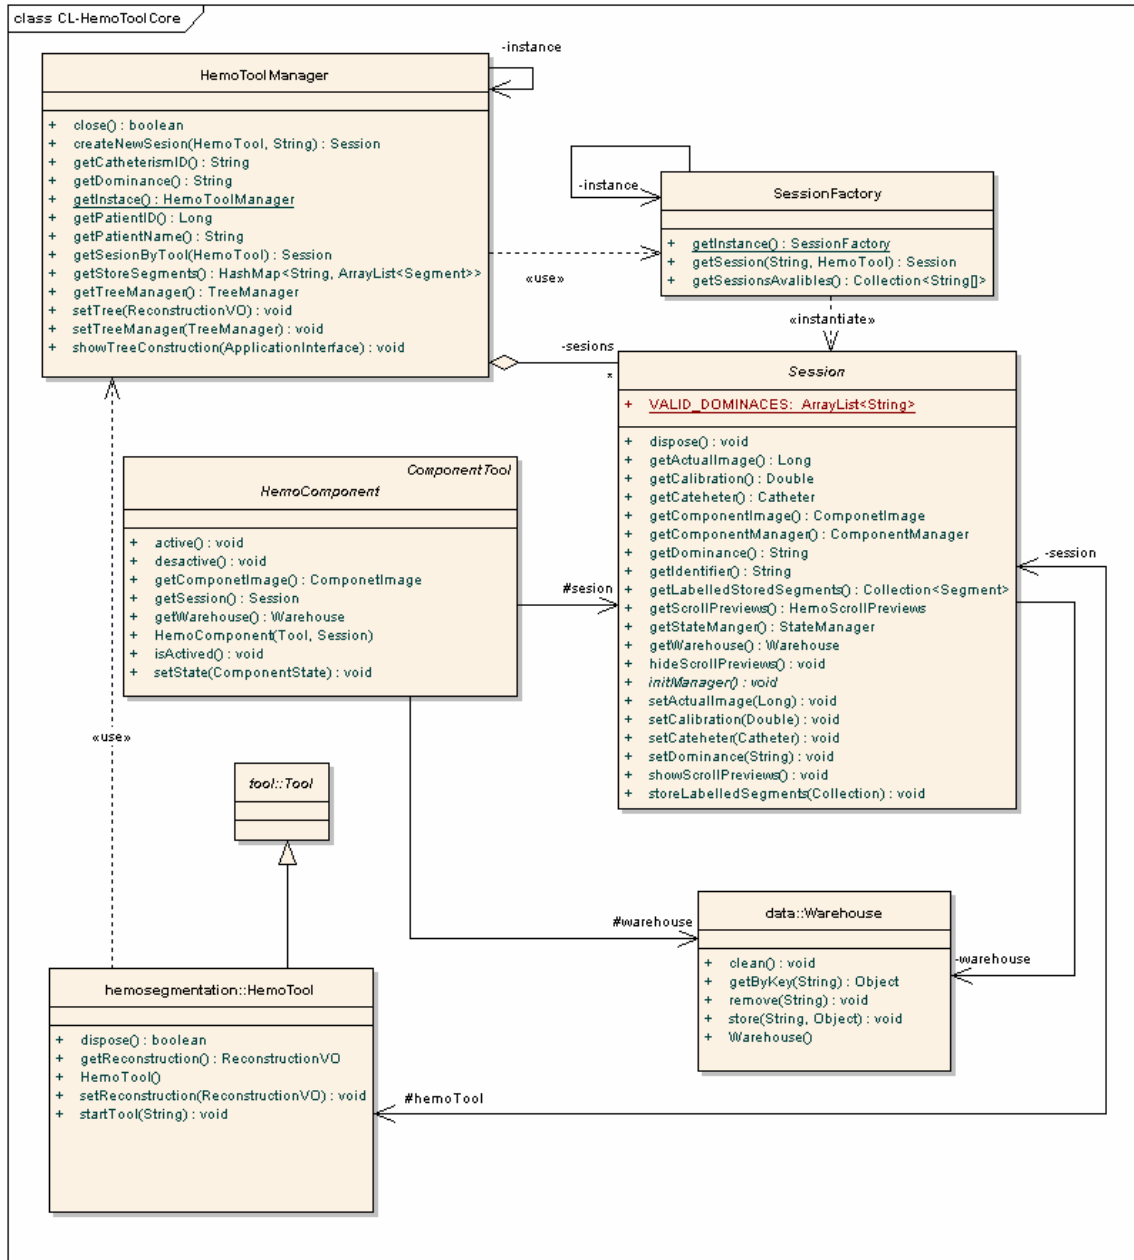 class CL-HemoToolCore
-instance
HemoToolManager
+ close() : boolean
+ createNewSesion(HemoTool, String) : Session
+ getCatheterismID() : String
+ getDominance() : String
+ getInstace() : HemoToolManager
+ getPatientID() : Long
+ getPatientName() : String
+ getSesionByTool(HemoTool) : Session
+ getStoreSegments() : HashMap<String, ArrayList<Segment>>
+ getTreeManager() : TreeManager
+ setTree(ReconstructionVO) : void
+ setTreeManager(TreeManager) : void
+ showTreeConstruction(ApplicationInterface) : void
-instance
SessionFactory
+ getInstance() : SessionFactory
+ getSession(String, HemoTool) : Session
+ getSessionsAvalibles() : Collection<String[]>
«use»
«instantiate»
-sesions
*
Session
+ VALID_DOMINACES: ArrayList<String>
+ dispose() : void
+ getActualImage() : Long
+ getCalibration() : Double
+ getCateheter() : Catheter
+ getComponentImage() : ComponetImage
+ getComponentManager() : ComponentManager
+ getDominance() : String
+ getIdentifier() : String
+ getLabelledStoredSegments() : Collection<Segment>
+ getScrollPreviews() : HemoScrollPreviews
+ getStateManger() : StateManager
+ getWarehouse() : Warehouse
+ hideScrollPreviews() : void
+ initManager() : void
+ setActualImage(Long) : void
+ setCalibration(Double) : void
+ setCateheter(Catheter) : void
+ setDominance(String) : void
+ showScrollPreviews() : void
+ storeLabelledSegments(Collection) : void
-session
ComponentTool
HemoComponent
+ active() : void
+ desactive() : void
+ getComponetImage() : ComponetImage
+ getSession() : Session
+ getWarehouse() : Warehouse
+ HemoComponent(Tool, Session)
+ isActived() : void
+ setState(ComponentState) : void
#sesion
«use»
tool::Tool
#warehouse
data::Warehouse
+ clean() : void
+ getByKey(String) : Object
+ remove(String) : void
+ store(String, Object) : void
+ Warehouse()
-warehouse
hemosegmentation::HemoTool
+ dispose() : boolean
+ getReconstruction() : ReconstructionVO
+ HemoTool()
+ setReconstruction(ReconstructionVO) : void
+ startTool(String) : void
#hemoTool